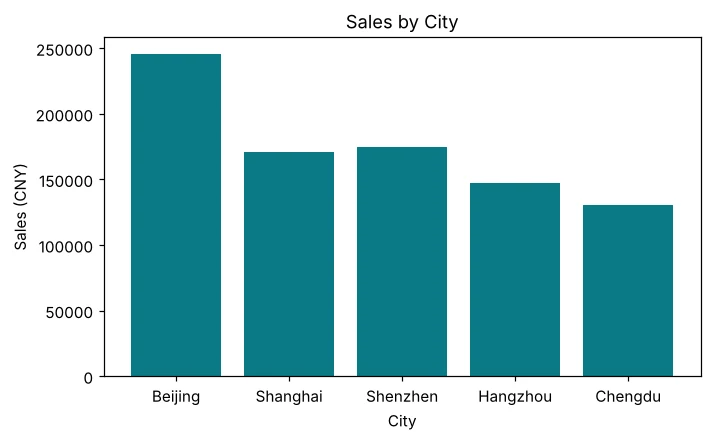 Sales by City
Sales (CNY)
250000
200000
150000
100000
50000
0
Beijing Shanghai Shenzhen Hangzhou Chengdu
City